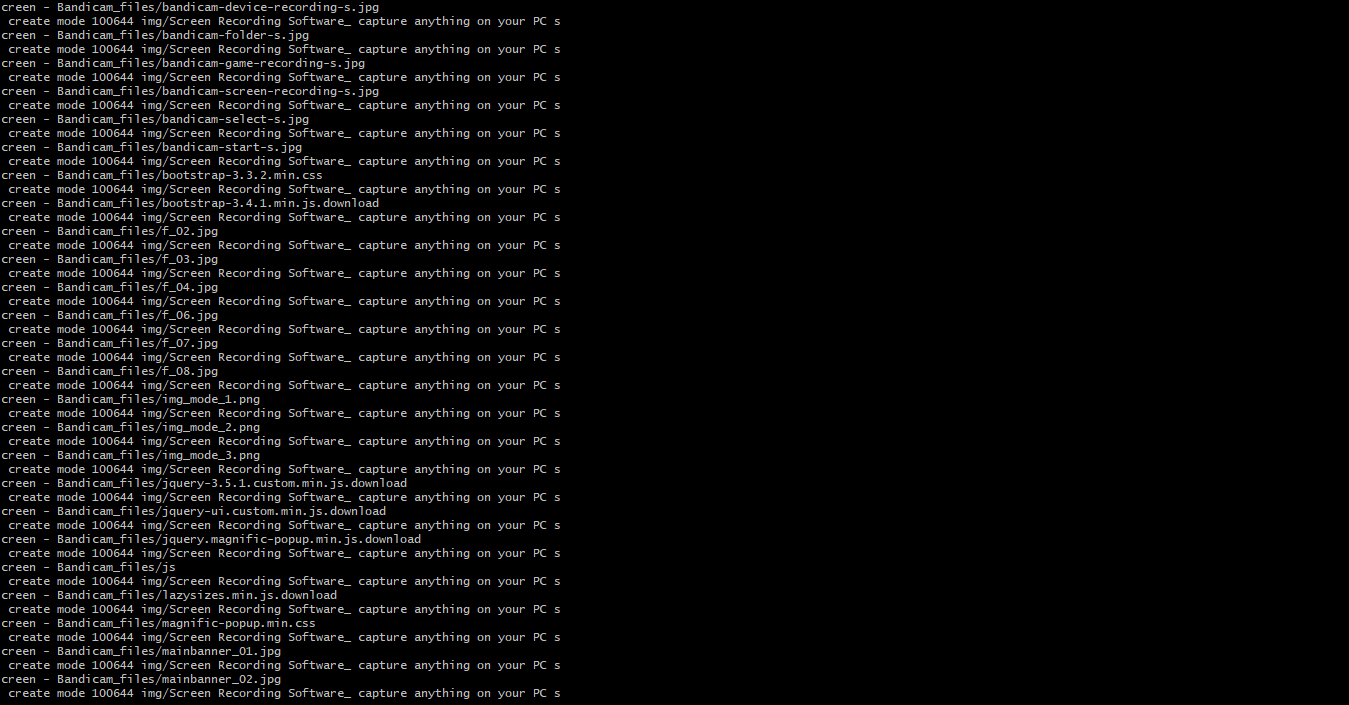 creen - Bandicam_files/bandicam-device-recording-s.jpg
create mode 100644 img/Screen Recording Software_ capture anything on your PC s
creen - Bandicam_files/bandicam-folder-s.jpg
create mode 100644 img/Screen Recording Software_ capture anything on your PC s
creen - Bandicam_files/bandicam-game-recording-s.jpg
create mode 100644 img/Screen Recording Software_ capture anything on your PC s
creen - Bandicam_files/bandicam-screen-recording-s.jpg
create mode 100644 img/Screen Recording Software_ capture anything on your PC s
creen - Bandicam_files/bandicam-select-s.jpg
create mode 100644 img/Screen Recording Software_ capture anything on your PC s
creen - Bandicam_files/bandicam-start-s.jpg
create mode 100644 img/Screen Recording Software_ capture anything on your PC s
creen - Bandicam_files/bootstrap-3.3.2.min.css
create mode 100644 img/Screen Recording Software_ capture anything on your PC s
creen - Bandicam_files/bootstrap-3.4.1.min.js.download
create mode 100644 img/Screen Recording Software_ capture anything on your PC s
creen - Bandicam_files/f_02.jpg
create mode 100644 img/Screen Recording Software_ capture anything on your PC s
creen - Bandicam_files/f_03.jpg
create mode 100644 img/Screen Recording Software_ capture anything on your PC s
creen - Bandicam_files/f_04.jpg
create mode 100644 img/Screen Recording Software_ capture anything on your PC s
creen - Bandicam_files/f_06.jpg
create mode 100644 img/Screen Recording Software_ capture anything on your PC s
creen - Bandicam_files/f_07.jpg
create mode 100644 img/Screen Recording Software_ capture anything on your PC s
creen - Bandicam_files/f_08.jpg
create mode 100644 img/Screen Recording Software_ capture anything on your PC s
creen - Bandicam_files/img_mode_1.png
create mode 100644 img/Screen Recording Software_ capture anything on your PC s
creen - Bandicam_files/img_mode_2.png
create mode 100644 img/Screen Recording Software_ capture anything on your PC s
creen - Bandicam_files/img_mode_3.png
create mode 100644 img/Screen Recording Software_ capture anything on your PC s
creen - Bandicam_files/jquery-3.5.1.custom.min.js.download
create mode 100644 img/Screen Recording Software_ capture anything on your PC s
creen - Bandicam_files/jquery-ui.custom.min.js.download
create mode 100644 img/Screen Recording Software_ capture anything on your PC s
creen - Bandicam_files/jquery.magnific-popup.min.js.download
create mode 100644 img/Screen Recording Software_ capture anything on your PC s
creen - Bandicam_files/js
create mode 100644 img/Screen Recording Software_ capture anything on your PC s
creen - Bandicam_files/lazysizes.min.js.download
create mode 100644 img/Screen Recording Software_ capture anything on your PC s
creen - Bandicam_files/magnific-popup.min.css
create mode 100644 img/Screen Recording Software_ capture anything on your PC s
creen - Bandicam_files/mainbanner_01.jpg
create mode 100644 img/Screen Recording Software_ capture anything on your PC s
creen - Bandicam_files/mainbanner_02.jpg
create mode 100644 img/Screen Recording Software_ capture anything on your PC s